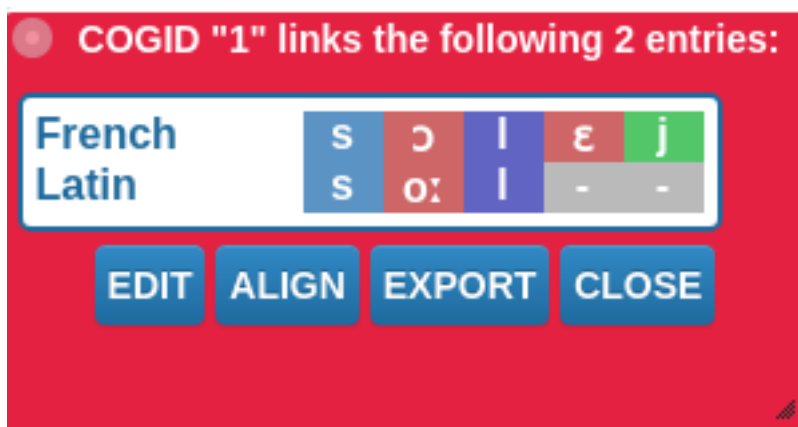 COGID "1" links the following 2 entries:
French s ɔ l ɛ j
Latin s oː l - -
EDIT ALIGN EXPORT CLOSE